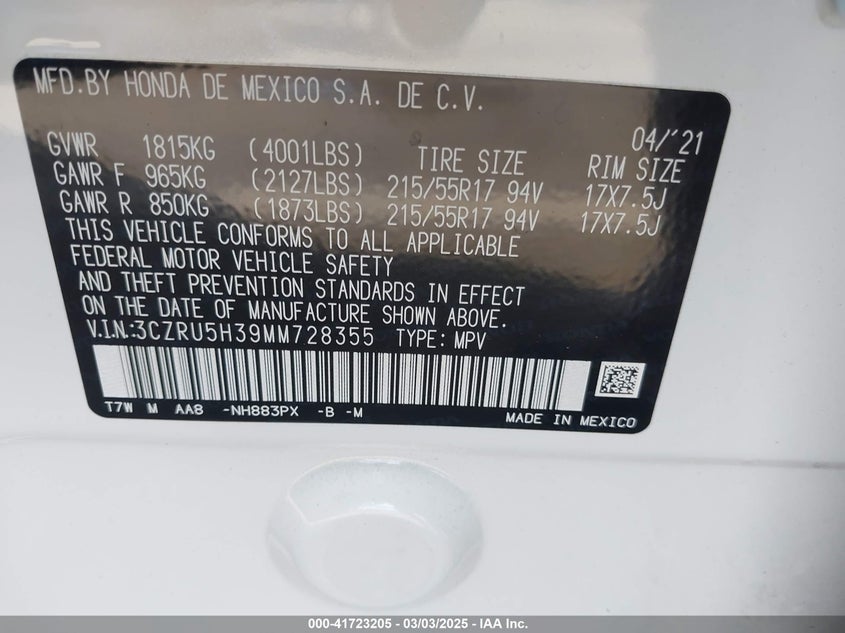 MFD.BY HONDA DE MEXICO S.A. DE C.V.
04/'21
GVWR 1815KG (4001LBS) TIRE SIZE RIM SIZE
GAWR F 965KG (2127LBS) 215/55R17 94V 17X7.5J
GAWR R 850KG (1873LBS) 215/55R17 94V 17X7.5J
THIS VEHICLE CONFORMS TO ALL APPLICABLE
FEDERAL MOTOR VEHICLE SAFETY
AND THEFT PREVENTION STANDARDS IN EFFECT
ON THE DATE OF MANUFACTURE SHOWN ABOVE.
V.I.N.:3CZRU5H39MM728355 TYPE: MPV
T7W M AA8 -NH883PX -B -M
MADE IN MEXICO
000-41723205 - 03/03/2025 - IAA Inc.